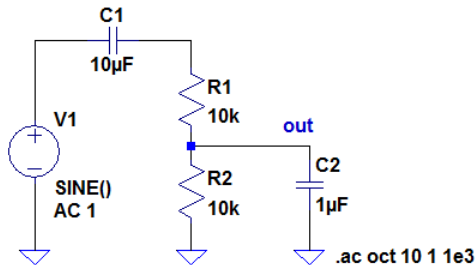 C1
10µF
R1
10k
V1
out
C2
R2
10k
1µF
SINE()
AC 1
.ac oct 10 1 1e3